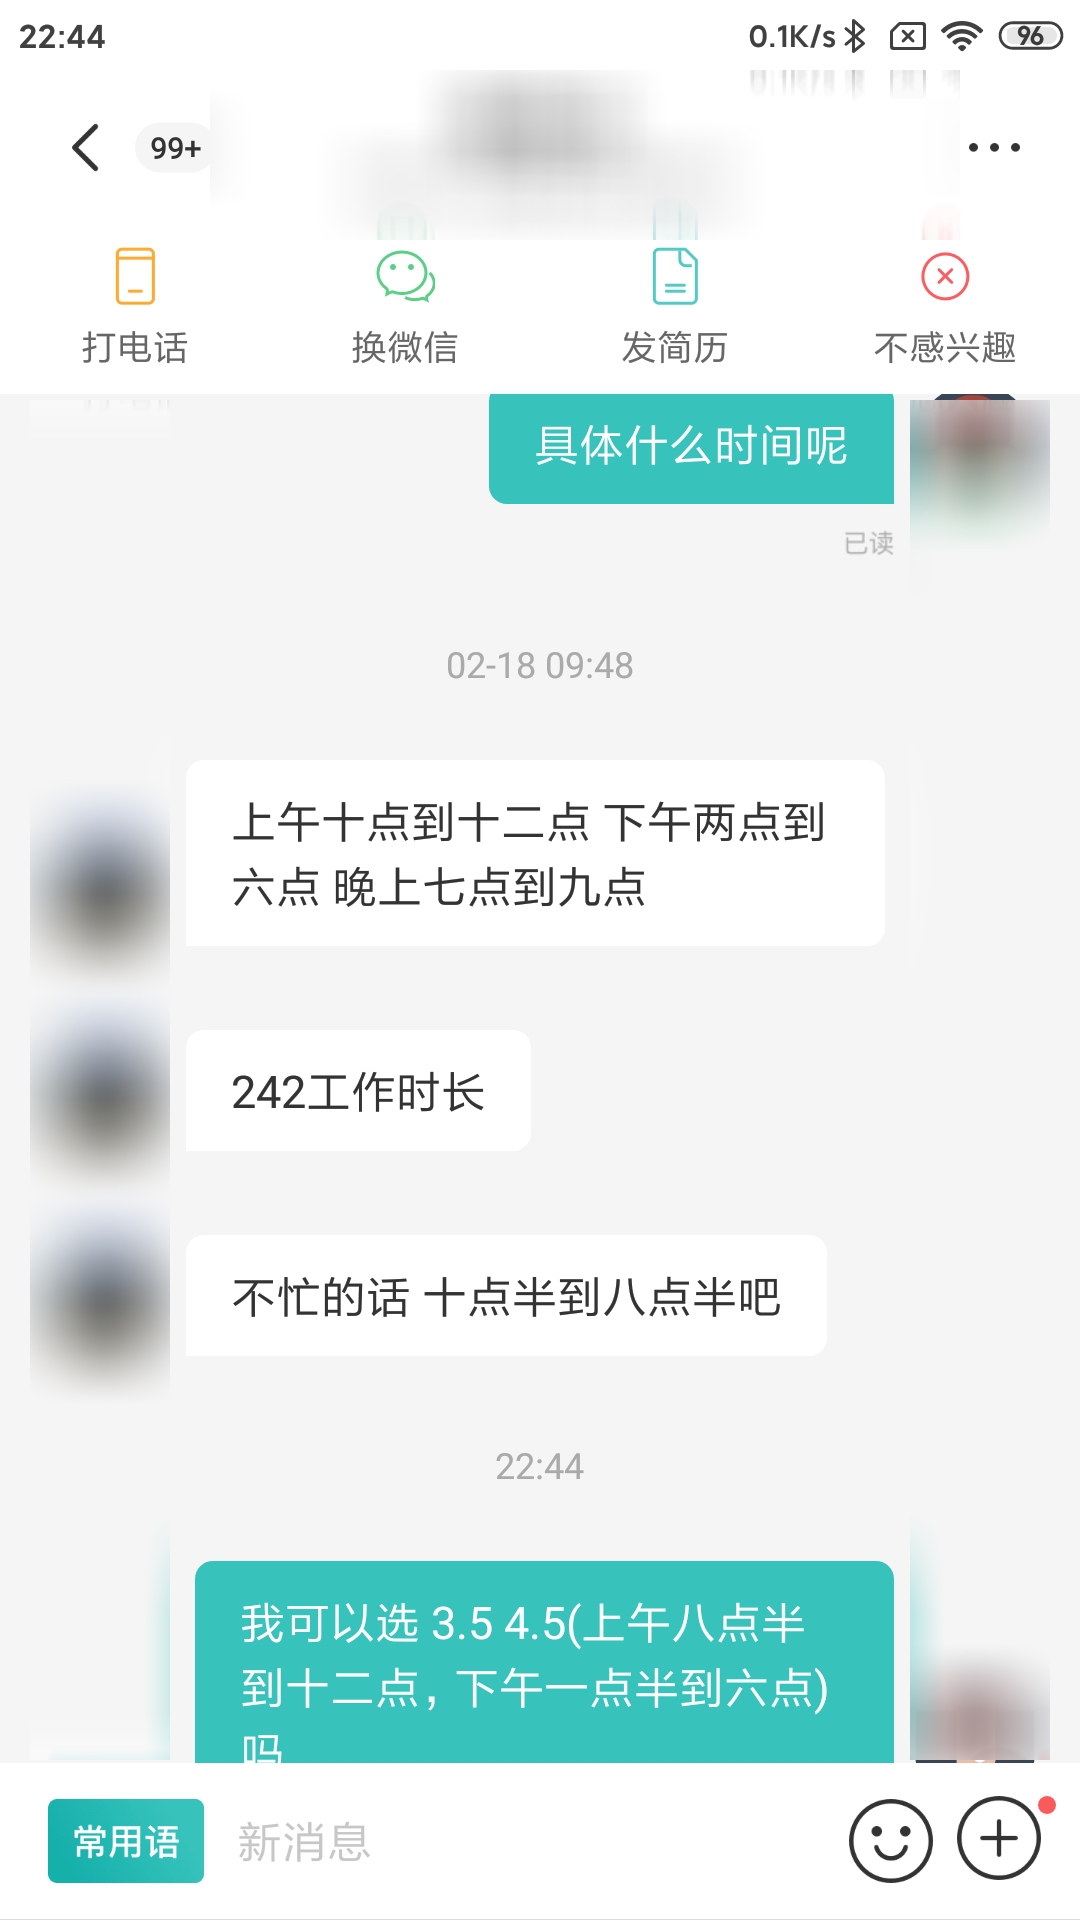 22:44
0.1K/s
96
99+
打电话
换微信
发简历
不感兴趣
具体什么时间呢
已读
02-18 09:48
上午十点到十二点 下午两点到
六点 晚上七点到九点
242工作时长
不忙的话 十点半到八点半吧
22:44
我可以选 3.5 4.5(上午八点半
到十二点，下午一点半到六点)
吗
常用语
新消息